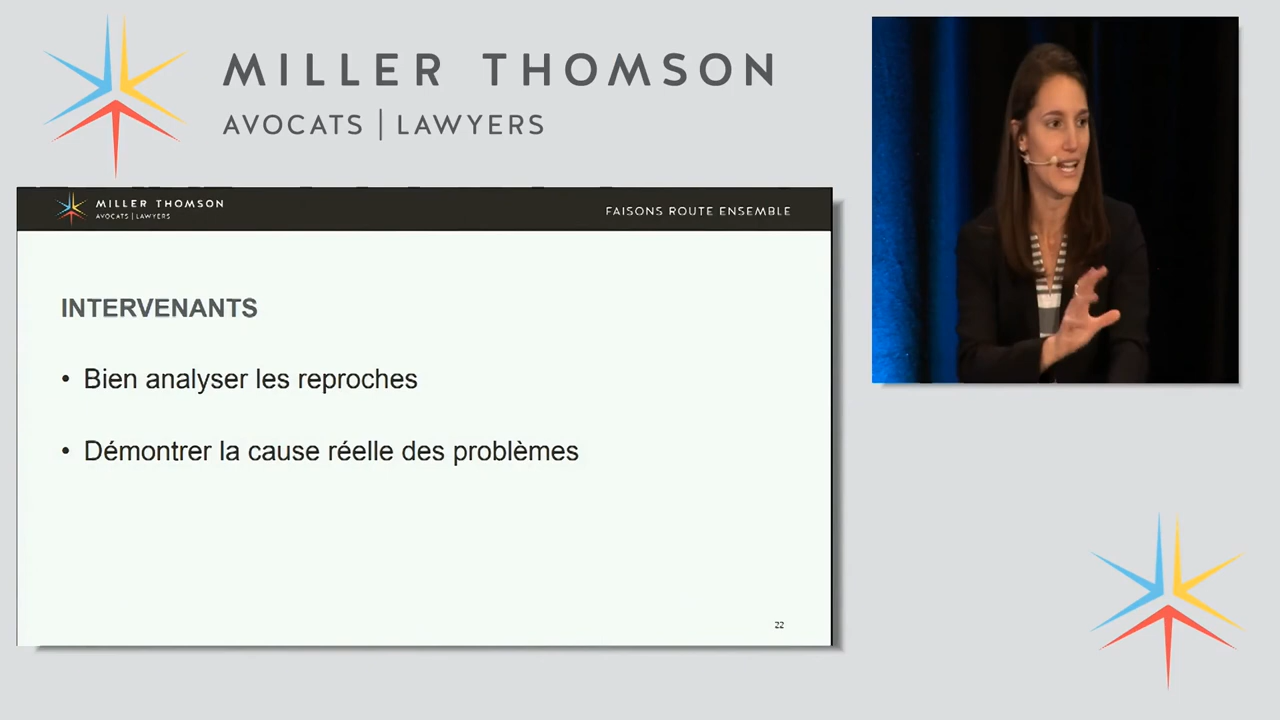 MILLER THOMSON
AVOCATS | LAWYERS
MILLER THOMSON
AVOCATS | LAWYERS
FAISONS ROUTE ENSEMBLE
INTERVENANTS
• Bien analyser les reproches
• Démontrer la cause réelle des problèmes
22